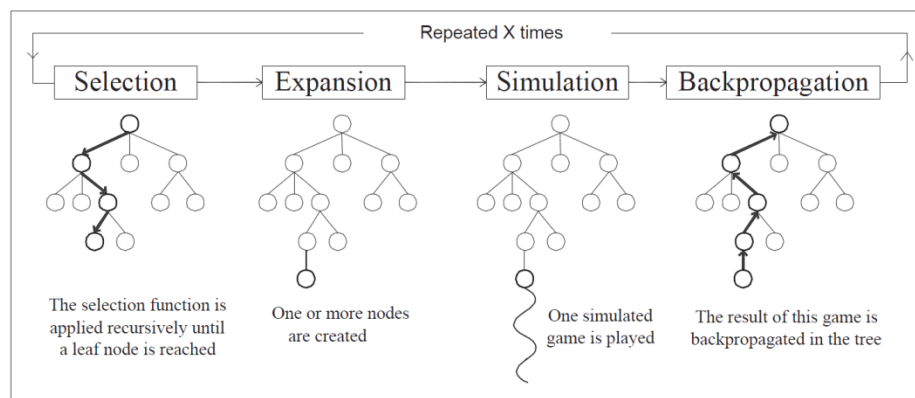 Repeated X times
Selection
Expansion
Simulation
Backpropagation
The selection function is
applied recursively until
a leaf node is reached
One or more nodes
are created
One simulated
game is played
The result of this game is
backpropagated in the tree